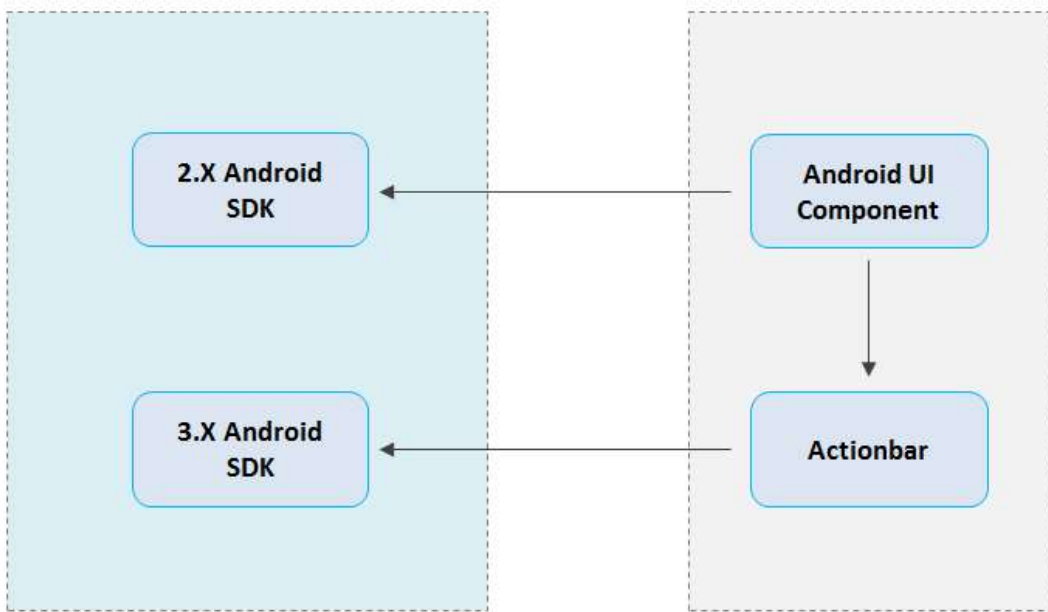 2.X Android
SDK
Android UI
Component
3.X Android
SDK
Actionbar